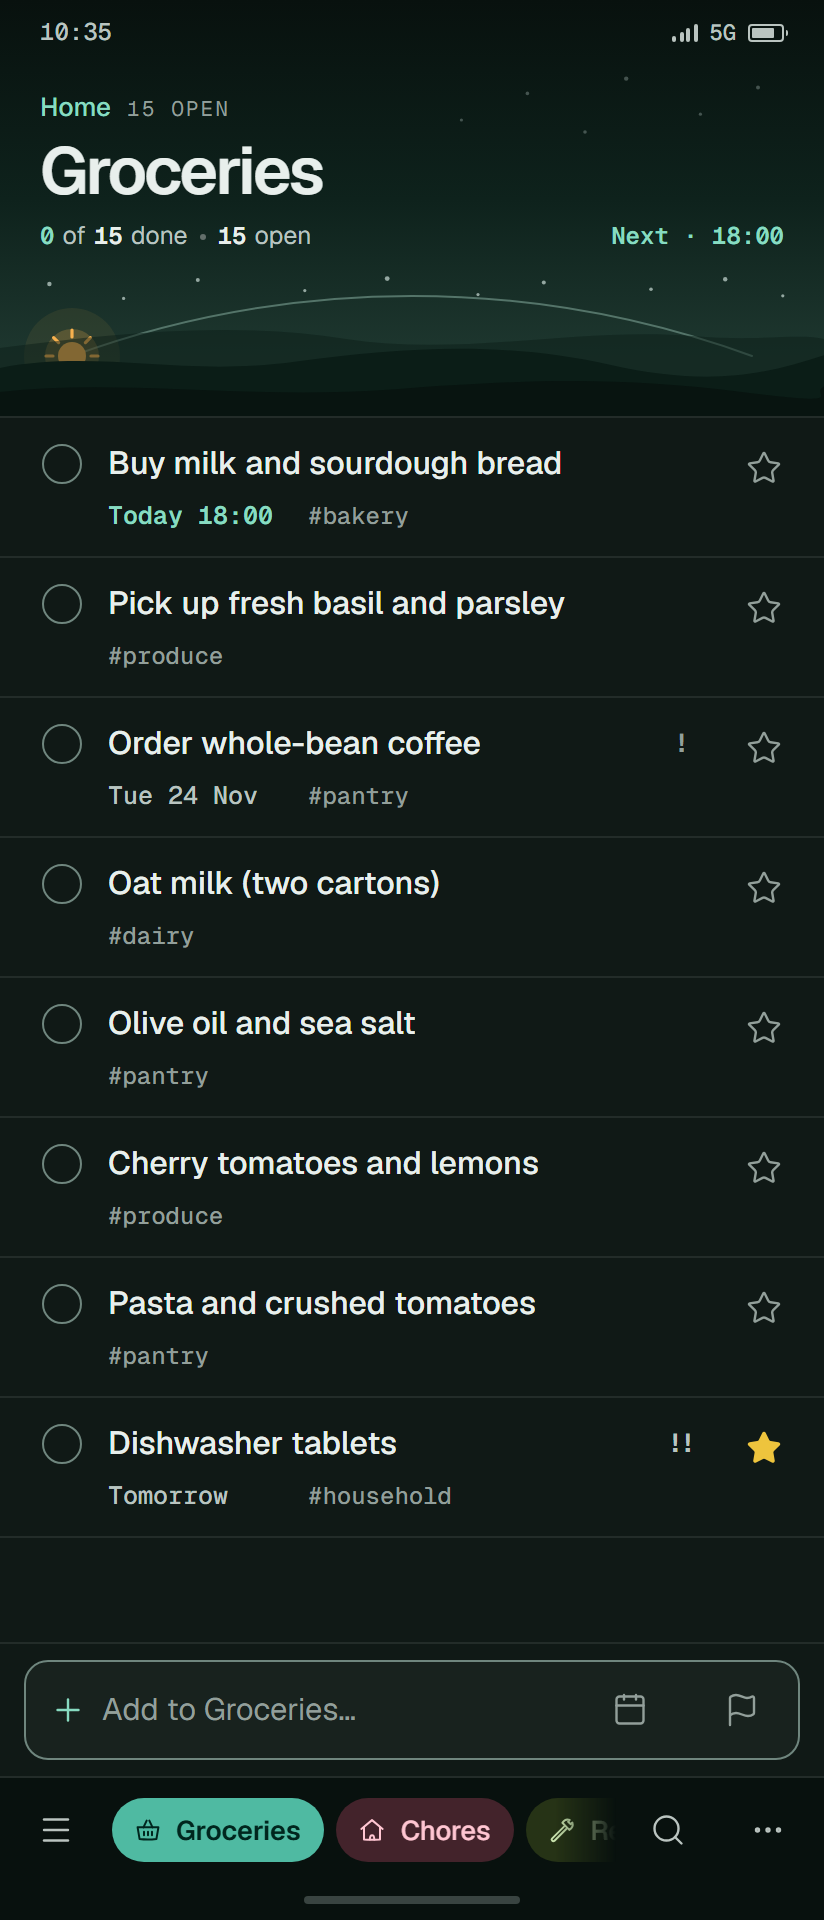 10:35 5G
Home 15 OPEN
Groceries
0 of 15 done • 15 open Next · 18:00
Buy milk and sourdough bread
Today 18:00 #bakery
Pick up fresh basil and parsley
#produce
Order whole-bean coffee !
Tue 24 Nov #pantry
Oat milk (two cartons)
#dairy
Olive oil and sea salt
#pantry
Cherry tomatoes and lemons
#produce
Pasta and crushed tomatoes
#pantry
Dishwasher tablets !!
Tomorrow #household
Add to Groceries…
Groceries Chores